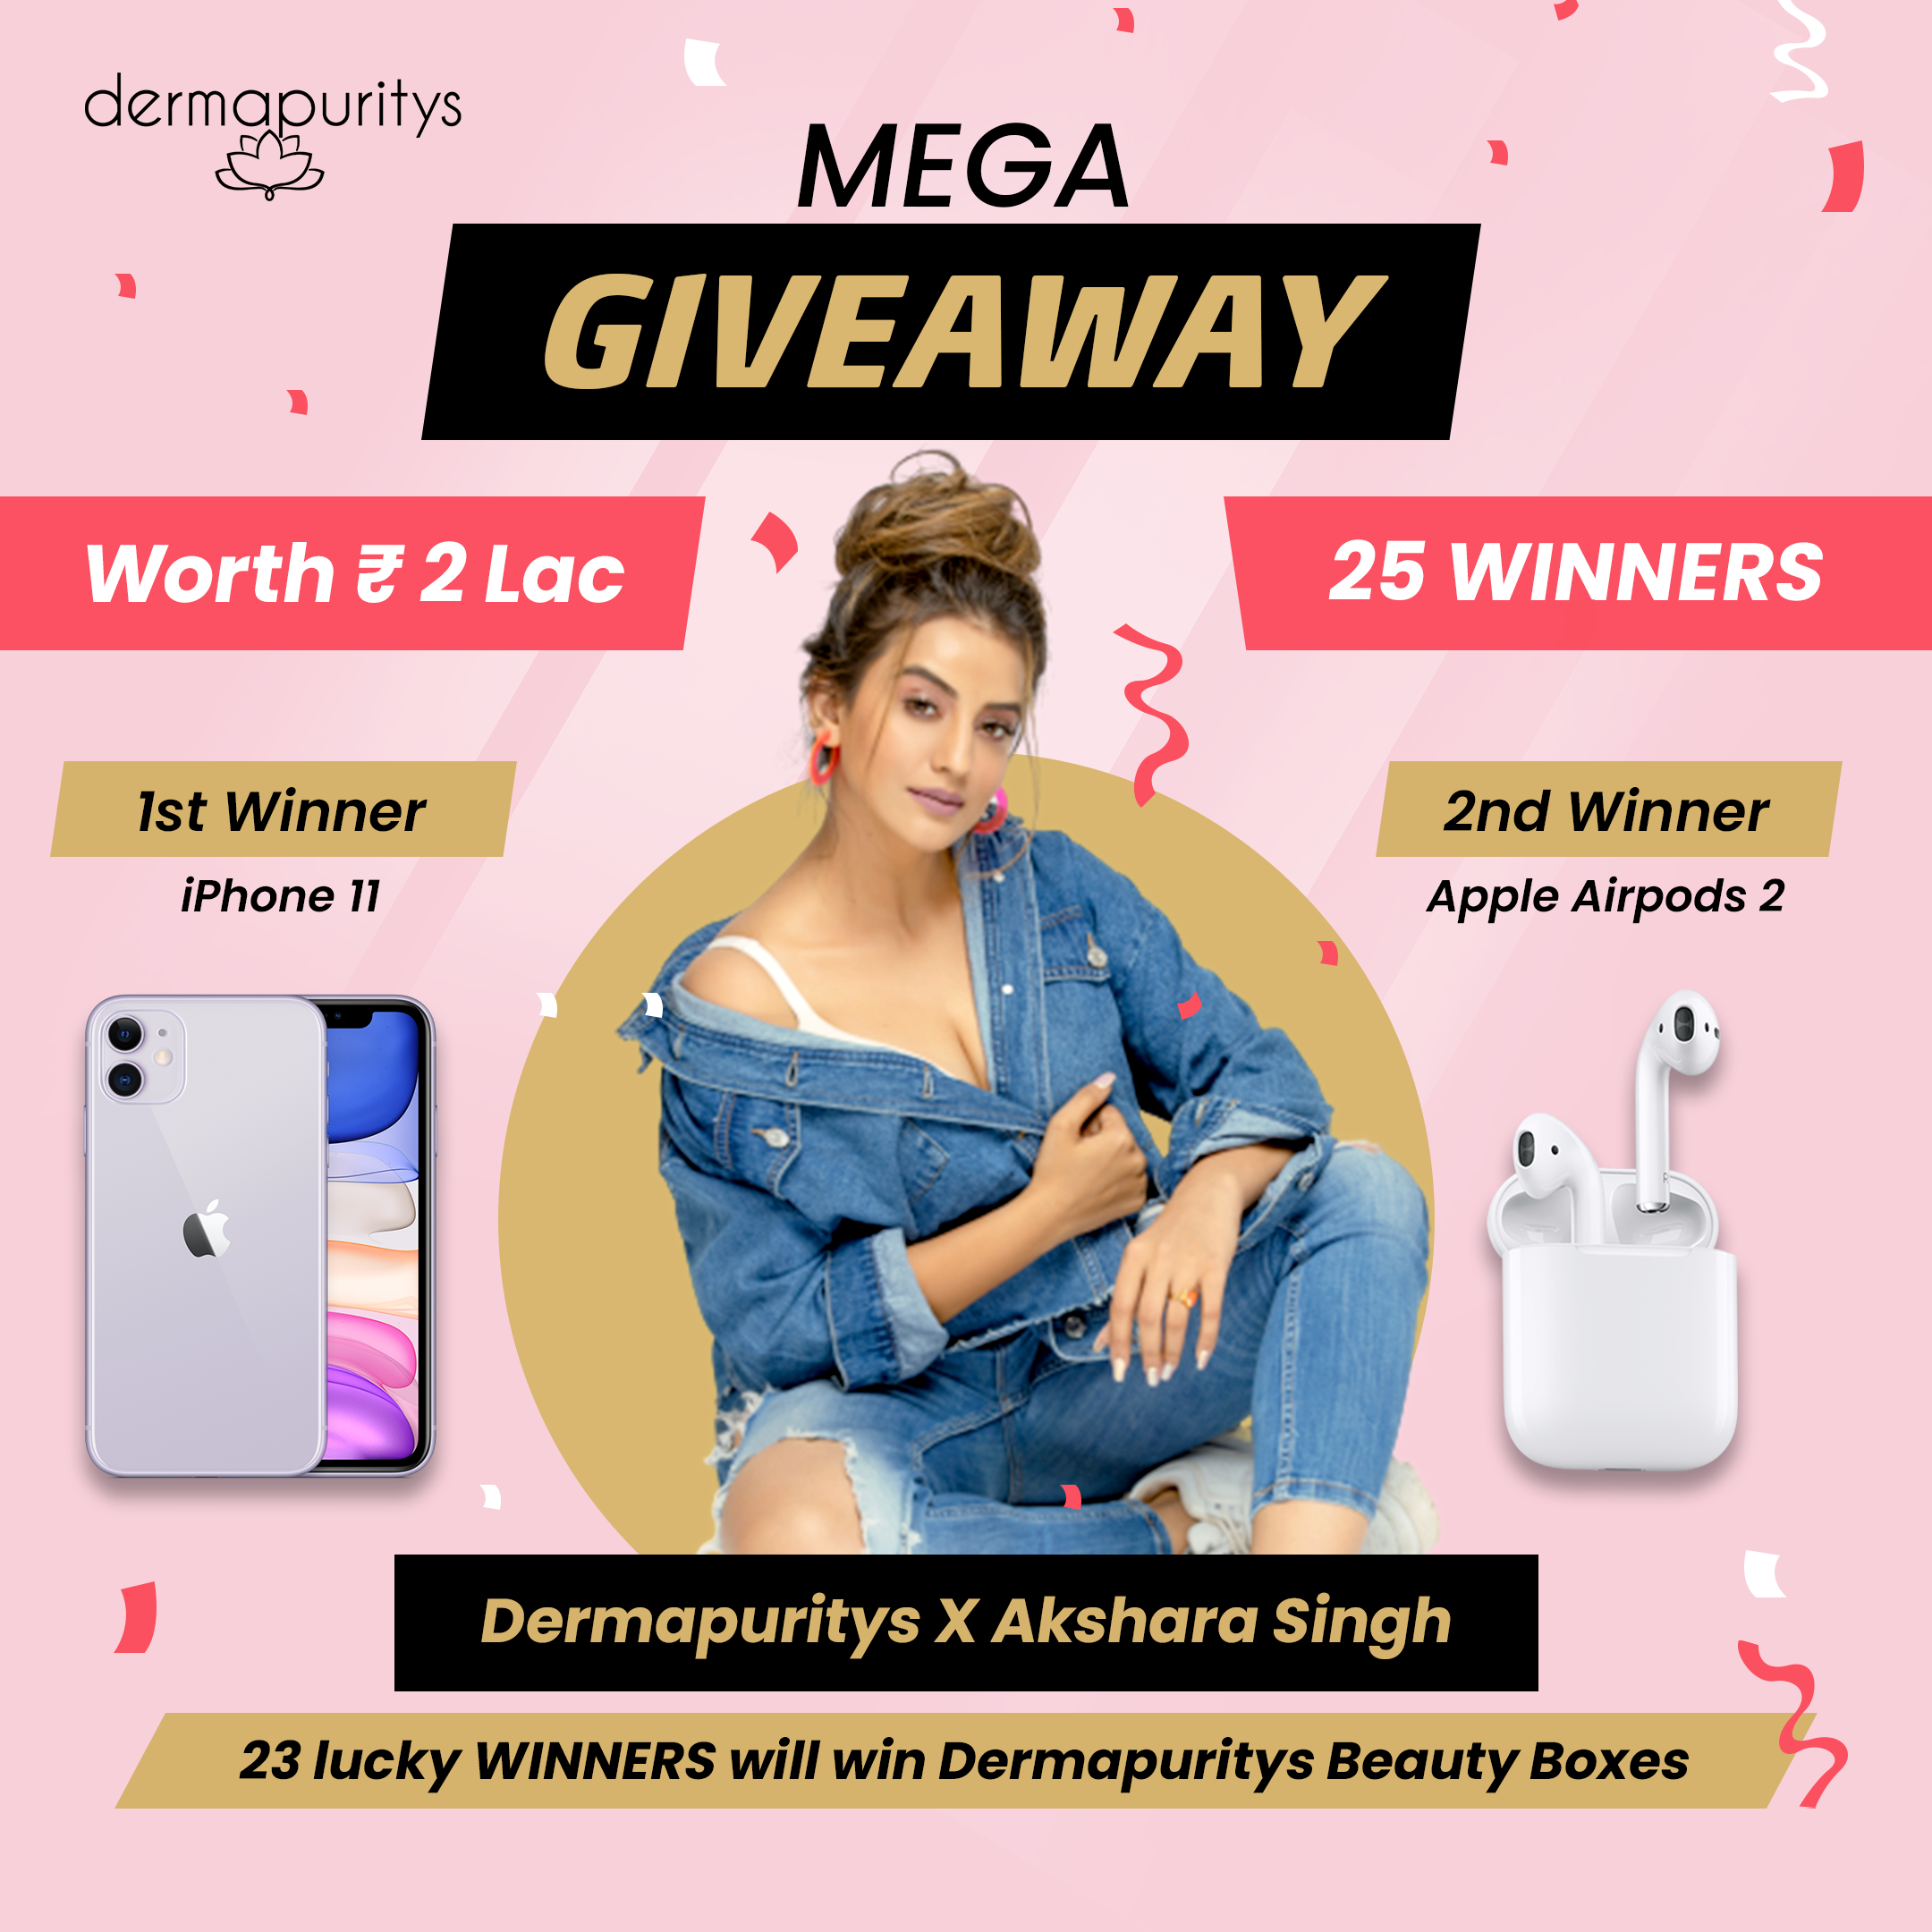 dermapuritys
MEGA
GIVEAWAY
Worth ₹ 2 Lac
25 WINNERS
1st Winner
iPhone 11
2nd Winner
Apple Airpods 2
Dermapuritys X Akshara Singh
23 lucky WINNERS will win Dermapuritys Beauty Boxes